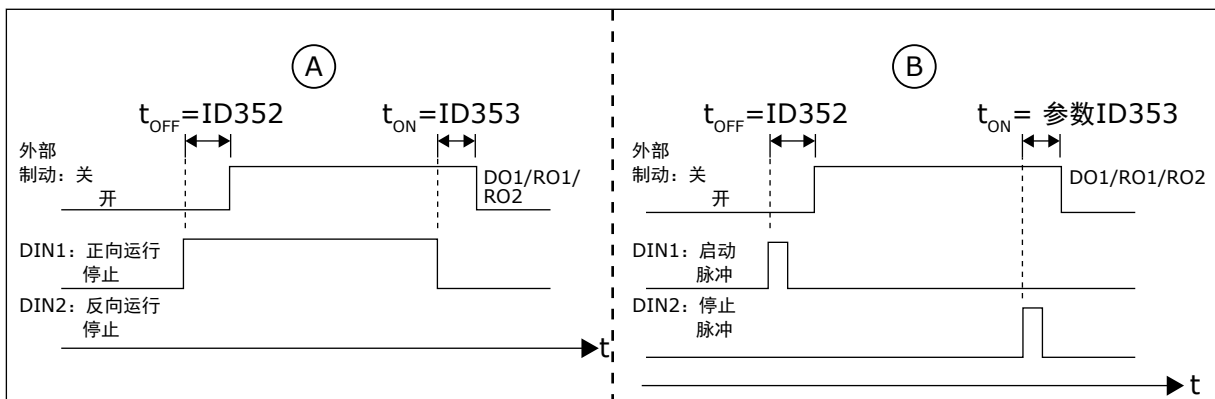 A
tOFF=ID352
tON=ID353
外部
制动：关
开
DO1/RO1/
RO2
DIN1：正向运行
停止
DIN2：反向运行
停止
t
B
tOFF=ID352
tON= 参数ID353
外部
制动：关
开
DO1/RO1/RO2
DIN1：启动
脉冲
DIN2：停止
脉冲
t